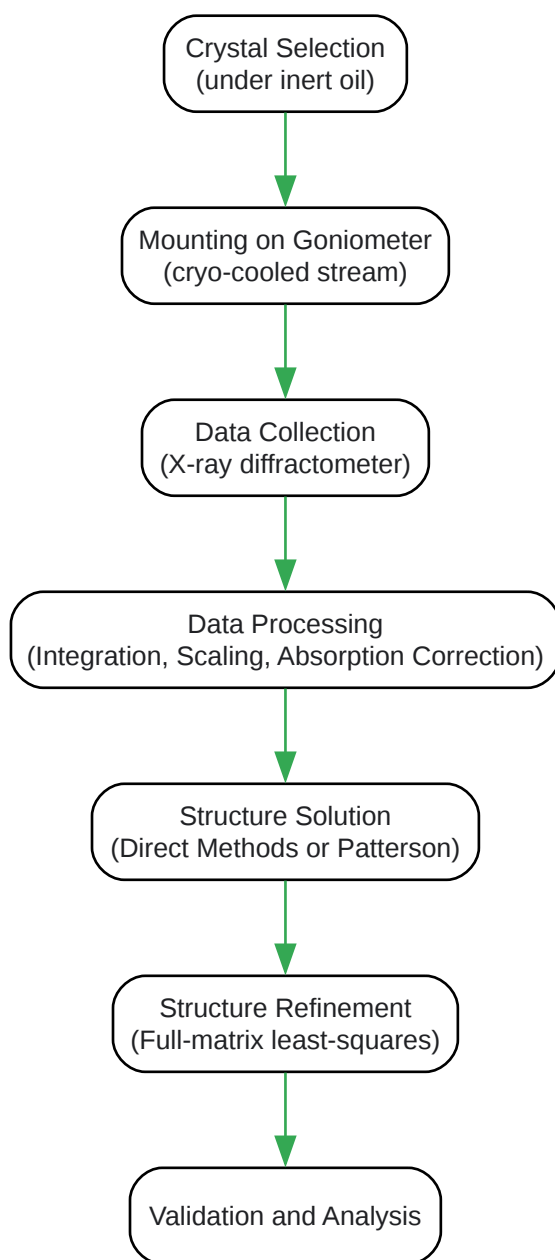 Crystal Selection
(under inert oil)
Mounting on Goniometer
(cryo-cooled stream)
Data Collection
(X-ray diffractometer)
Data Processing
(Integration, Scaling, Absorption Correction)
Structure Solution
(Direct Methods or Patterson)
Structure Refinement
(Full-matrix least-squares)
Validation and Analysis